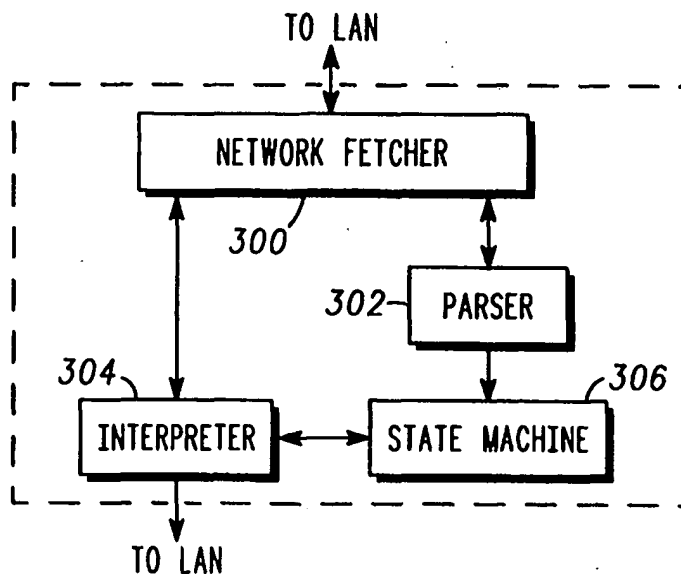 TO LAN
NETWORK FETCHER
300
302
PARSER
304
306
INTERPRETER
STATE MACHINE
TO LAN